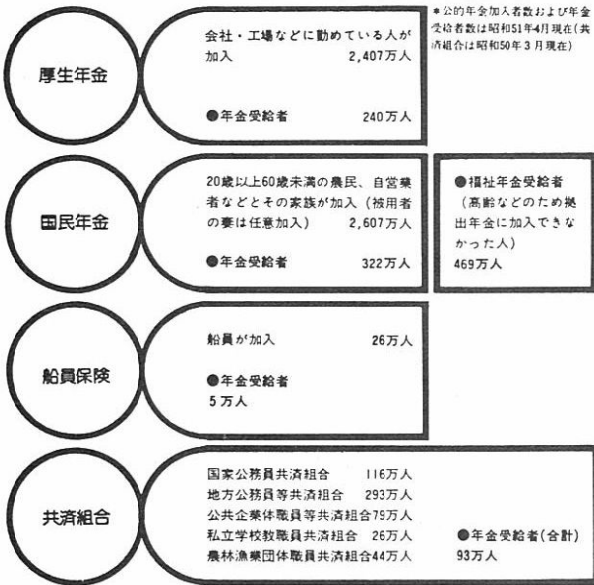 ＊公的年金加入者数および年金
受給者数は昭和51年4月現在(共
済組合は昭和50年3月現在)
厚生年金
会社・工場などに勤めている人が
加入 2,407万人
●年金受給者 240万人
国民年金
20歳以上60歳未満の農民、自営業
者などとその家族が加入（被用者
の妻は任意加入） 2,607万人
●年金受給者 322万人
●福祉年金受給者
（高齢などのため拠
出年金に加入できな
かった人）
469万人
船員保険
船員が加入 26万人
●年金受給者
5万人
共済組合
国家公務員共済組合 116万人
地方公務員等共済組合 293万人
公共企業体職員等共済組合79万人
私立学校教職員共済組合 26万人
農林漁業団体職員共済組合44万人
●年金受給者(合計)
93万人